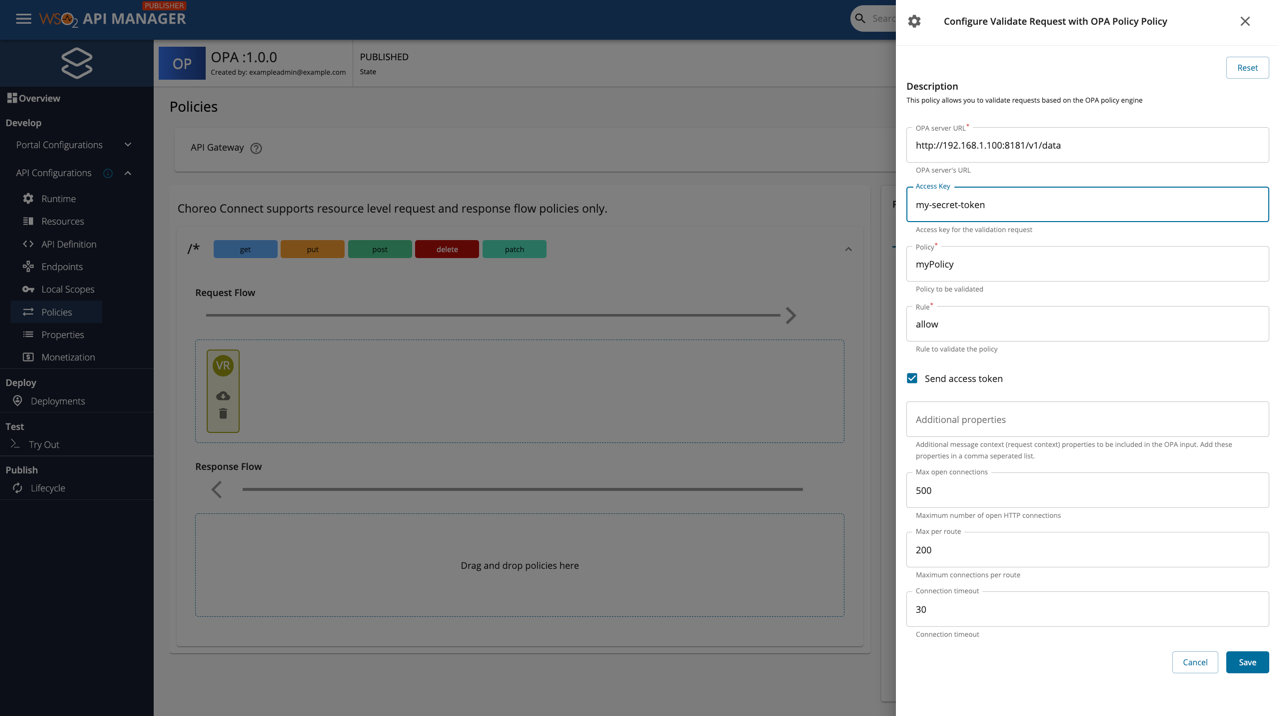 PUBLISHER
WSO2 API MANAGER
Search
OP
OPA :1.0.0
Created by: exampleadmin@example.com
PUBLISHED
State
Overview
Develop
Portal Configurations
API Configurations
Runtime
Resources
API Definition
Endpoints
Local Scopes
Policies
Properties
Monetization
Deploy
Deployments
Test
Try Out
Publish
Lifecycle
Policies
API Gateway
Choreo Connect supports resource level request and response flow policies only.
/*
get
put
post
delete
patch
Request Flow
VR
Response Flow
Drag and drop policies here
Configure Validate Request with OPA Policy Policy
Reset
Description
This policy allows you to validate requests based on the OPA policy engine
OPA server URL*
http://192.168.1.100:8181/v1/data
OPA server's URL
Access Key
my-secret-token
Access key for the validation request
Policy*
myPolicy
Policy to be validated
Rule*
allow
Rule to validate the policy
Send access token
Additional properties
Additional message context (request context) properties to be included in the OPA input. Add these
properties in a comma seperated list.
Max open connections
500
Maximum number of open HTTP connections
Max per route
200
Maximum connections per route
Connection timeout
30
Connection timeout
Cancel
Save